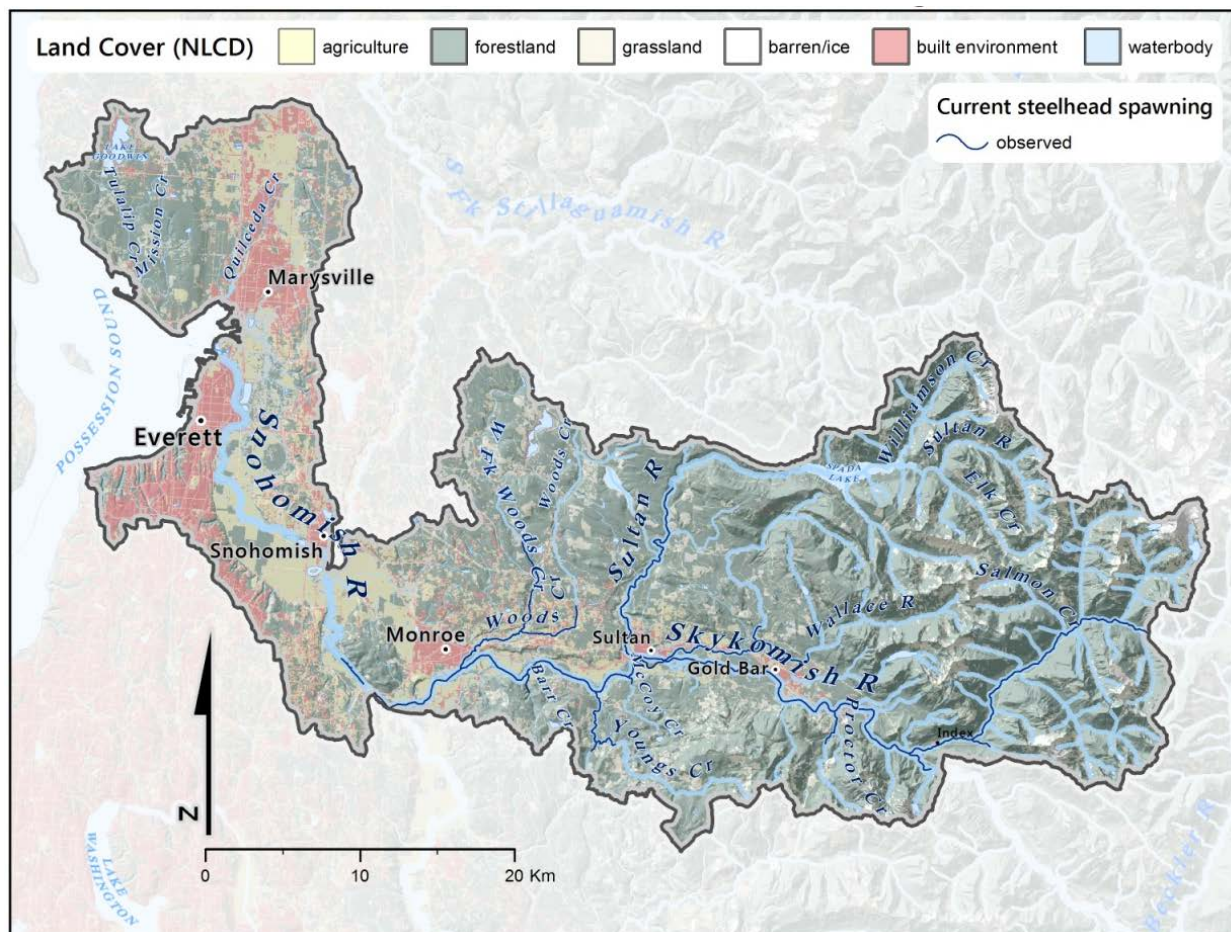 Land Cover (NLCD)
agriculture
forestland
grassland
barren/ice
built environment
waterbody
Current steelhead spawning
observed
LAKE
GOODWIN
Tulalip Cr
Mission Cr
Quilceda Cr
Marysville
S Fk Stillaguamish R
POSSESSION SOUND
Everett
Snohomish R
Snohomish
W Fk Woods Cr
Woods Cr
Sultan R
Williamson Cr
SPADA
LAKE
Sultan R
Elk Cr
Salmon Cr
Wallace R
Woods Cr
Monroe
Sultan
Skykomish R
Gold Bar
Barr Cr
McCoy Cr
Youngs Cr
Proctor Cr
Index
Beckler R
N
LAKE
WASHINGTON
0 10 20 Km